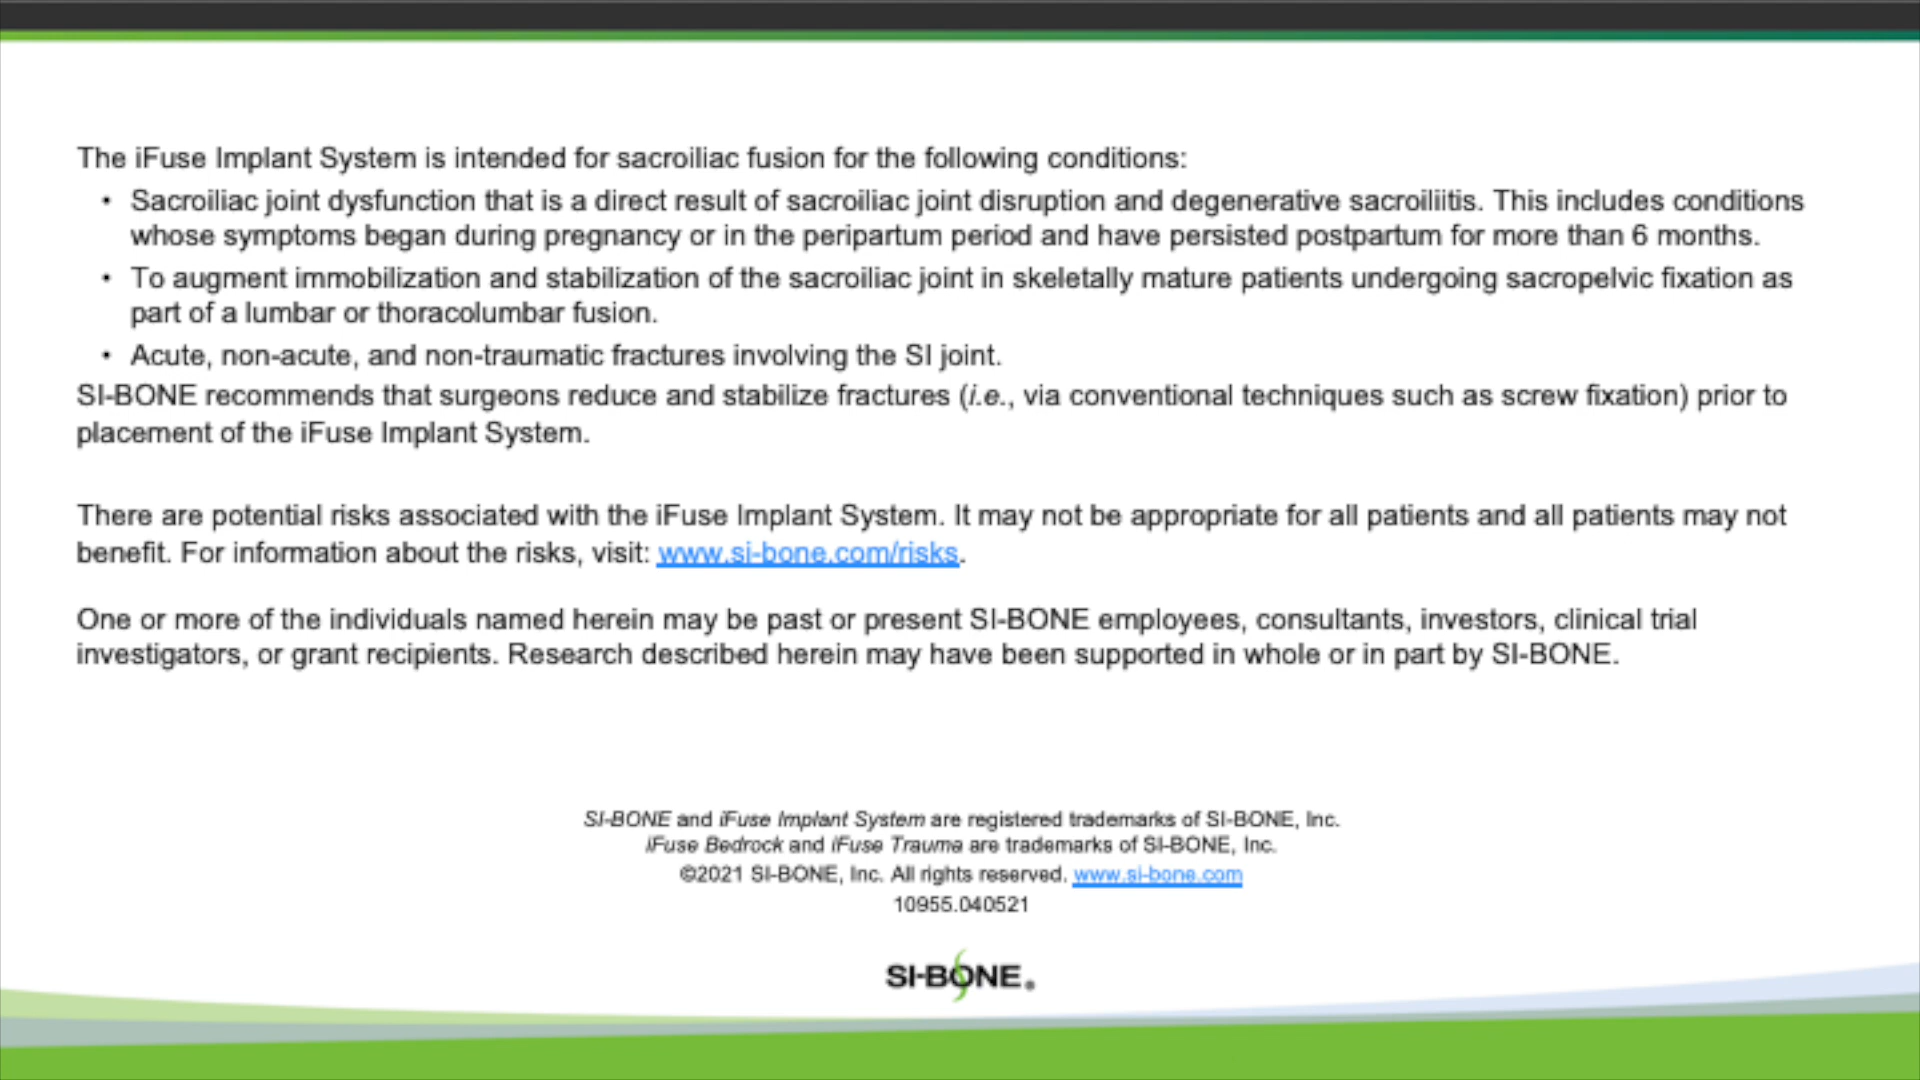 The iFuse Implant System is intended for sacroiliac fusion for the following conditions:
• Sacroiliac joint dysfunction that is a direct result of sacroiliac joint disruption and degenerative sacroiliitis. This includes conditions
whose symptoms began during pregnancy or in the peripartum period and have persisted postpartum for more than 6 months.
• To augment immobilization and stabilization of the sacroiliac joint in skeletally mature patients undergoing sacropelvic fixation as
part of a lumbar or thoracolumbar fusion.
• Acute, non-acute, and non-traumatic fractures involving the SI joint.
SI-BONE recommends that surgeons reduce and stabilize fractures (i.e., via conventional techniques such as screw fixation) prior to
placement of the iFuse Implant System.
There are potential risks associated with the iFuse Implant System. It may not be appropriate for all patients and all patients may not
benefit. For information about the risks, visit: www.si-bone.com/risks.
One or more of the individuals named herein may be past or present SI-BONE employees, consultants, investors, clinical trial
investigators, or grant recipients. Research described herein may have been supported in whole or in part by SI-BONE.
SI-BONE and iFuse Implant System are registered trademarks of SI-BONE, Inc.
iFuse Bedrock and iFuse Trauma are trademarks of SI-BONE, Inc.
©2021 SI-BONE, Inc. All rights reserved. www.si-bone.com
10955.040521
SI-BONE®